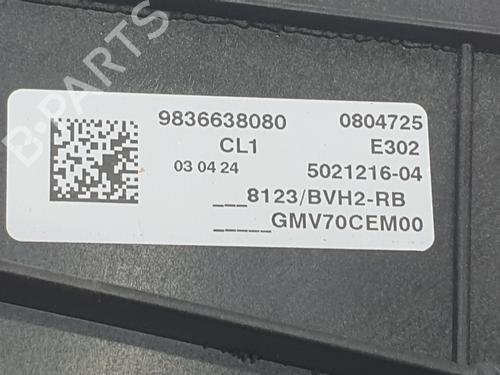 B-PARTS
9836638080 0804725
CL1 E302
03 04 24 5021216-04
___8123/BVH2-RB
_____GMV70CEM00